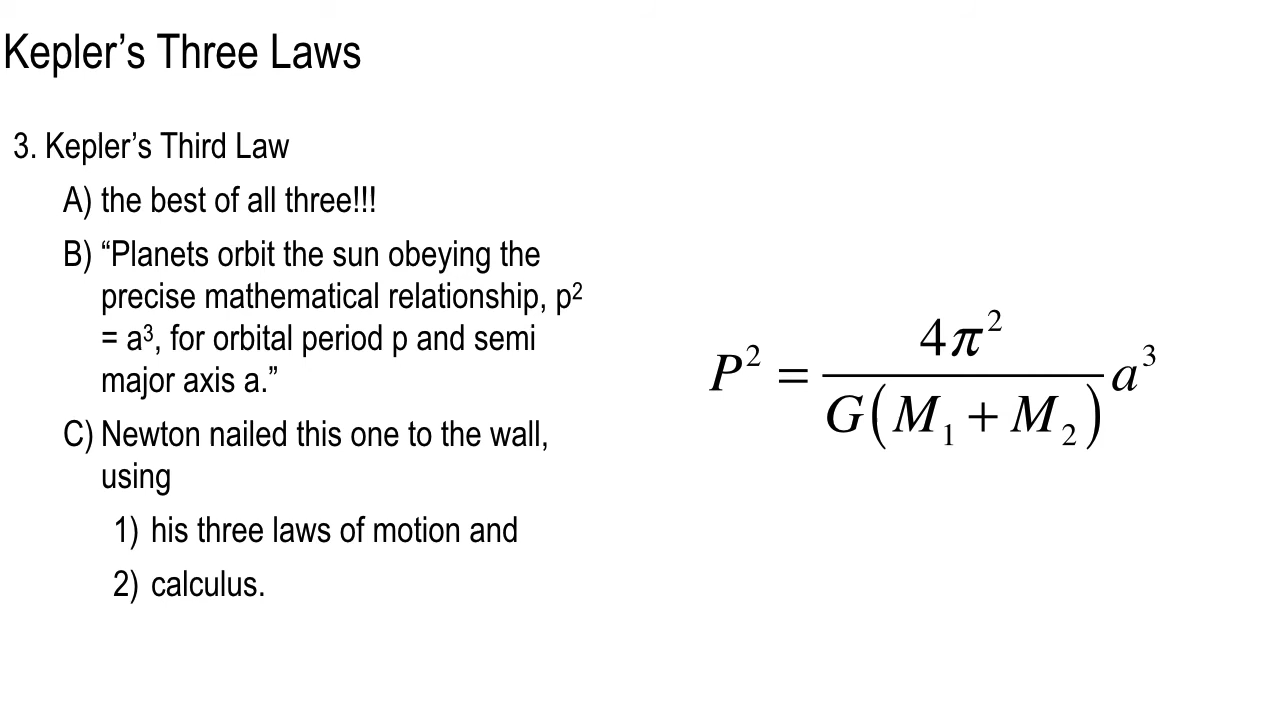 Kepler’s Three Laws
3. Kepler’s Third Law
A) the best of all three!!!
B) “Planets orbit the sun obeying the
precise mathematical relationship, p²
= a³, for orbital period p and semi
major axis a.”
C) Newton nailed this one to the wall,
using
1) his three laws of motion and
2) calculus.
P² = 4π² / G(M₁ + M₂) a³